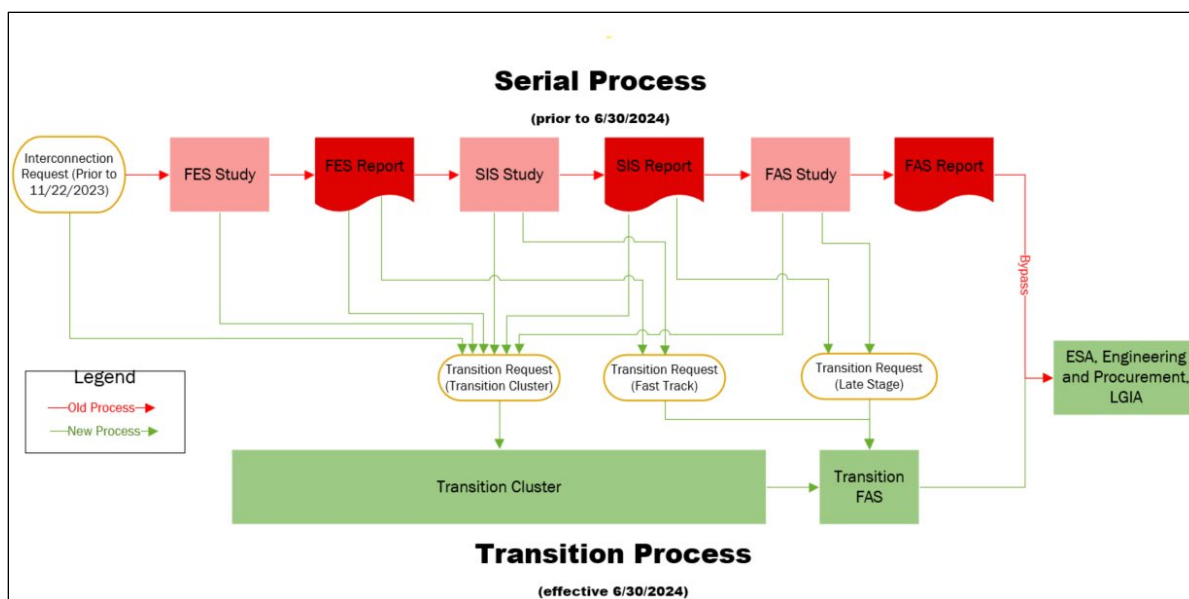 Serial Process
(prior to 6/30/2024)
Interconnection
Request (Prior to
11/22/2023)
FES Study
FES Report
SIS Study
SIS Report
FAS Study
FAS Report
Bypass
Transition Request
(Transition Cluster)
Transition Request
(Fast Track)
Transition Request
(Late Stage)
ESA, Engineering
and Procurement,
LGIA
Legend
Old Process
New Process
Transition Cluster
Transition
FAS
Transition Process
(effective 6/30/2024)